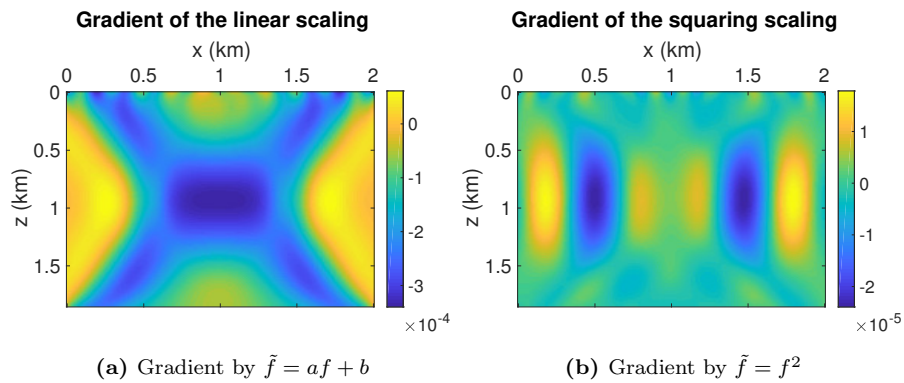 Gradient of the linear scaling
x (km)
0 0.5 1 1.5 2
0
0.5
1
1.5
z (km)
0
-1
-2
-3
×10⁻⁴
(a) Gradient by f̃ = af + b
Gradient of the squaring scaling
x (km)
0 0.5 1 1.5 2
0
0.5
1
1.5
z (km)
1
0
-1
-2
×10⁻⁵
(b) Gradient by f̃ = f²